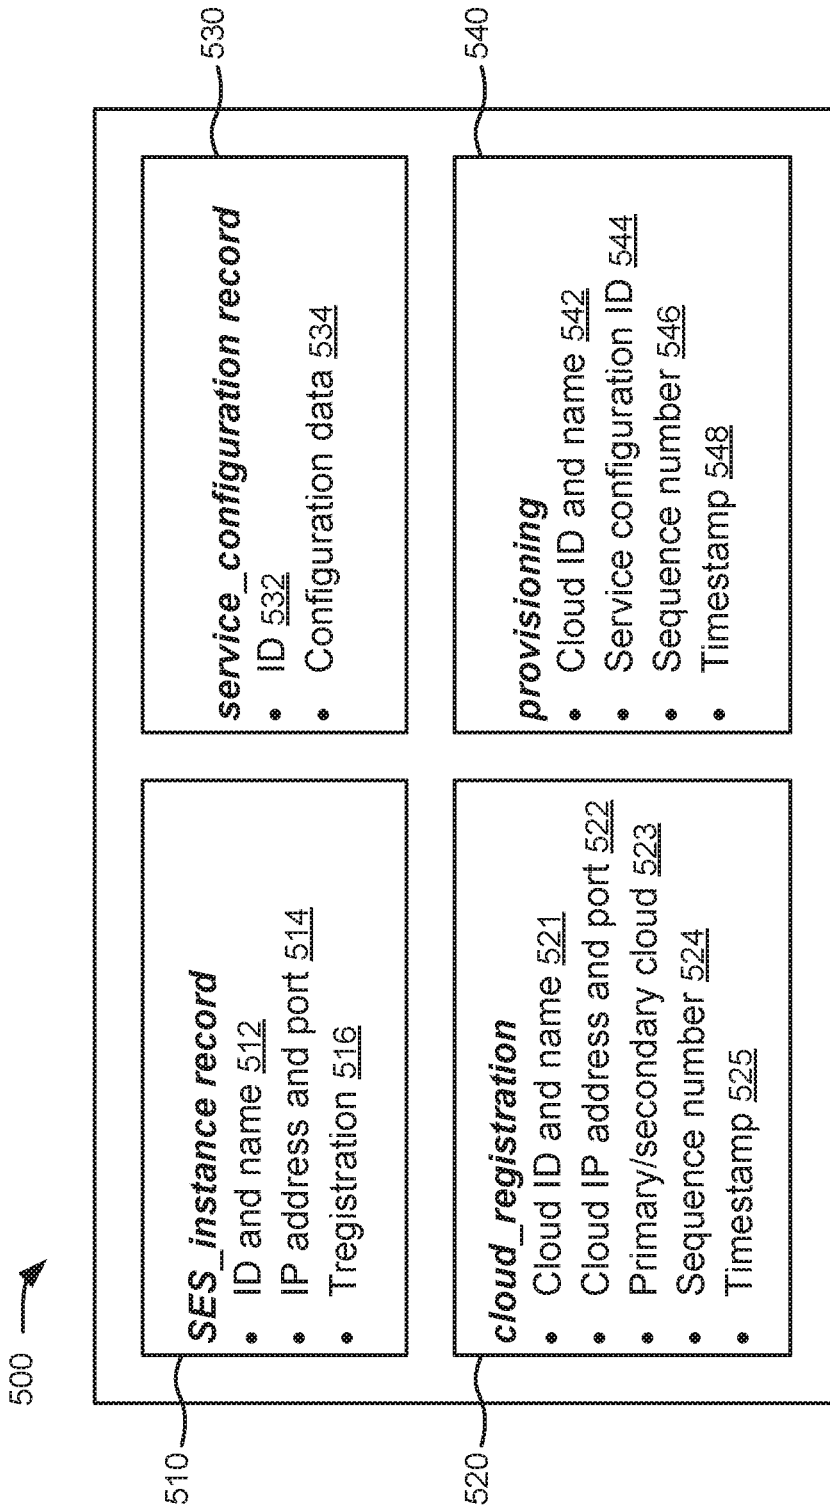 500
510
SES_instance record
• ID and name 512
• IP address and port 514
• Tregistration 516
530
service_configuration record
• ID 532
• Configuration data 534
520
cloud_registration
• Cloud ID and name 521
• Cloud IP address and port 522
• Primary/secondary cloud 523
• Sequence number 524
• Timestamp 525
540
provisioning
• Cloud ID and name 542
• Service configuration ID 544
• Sequence number 546
• Timestamp 548